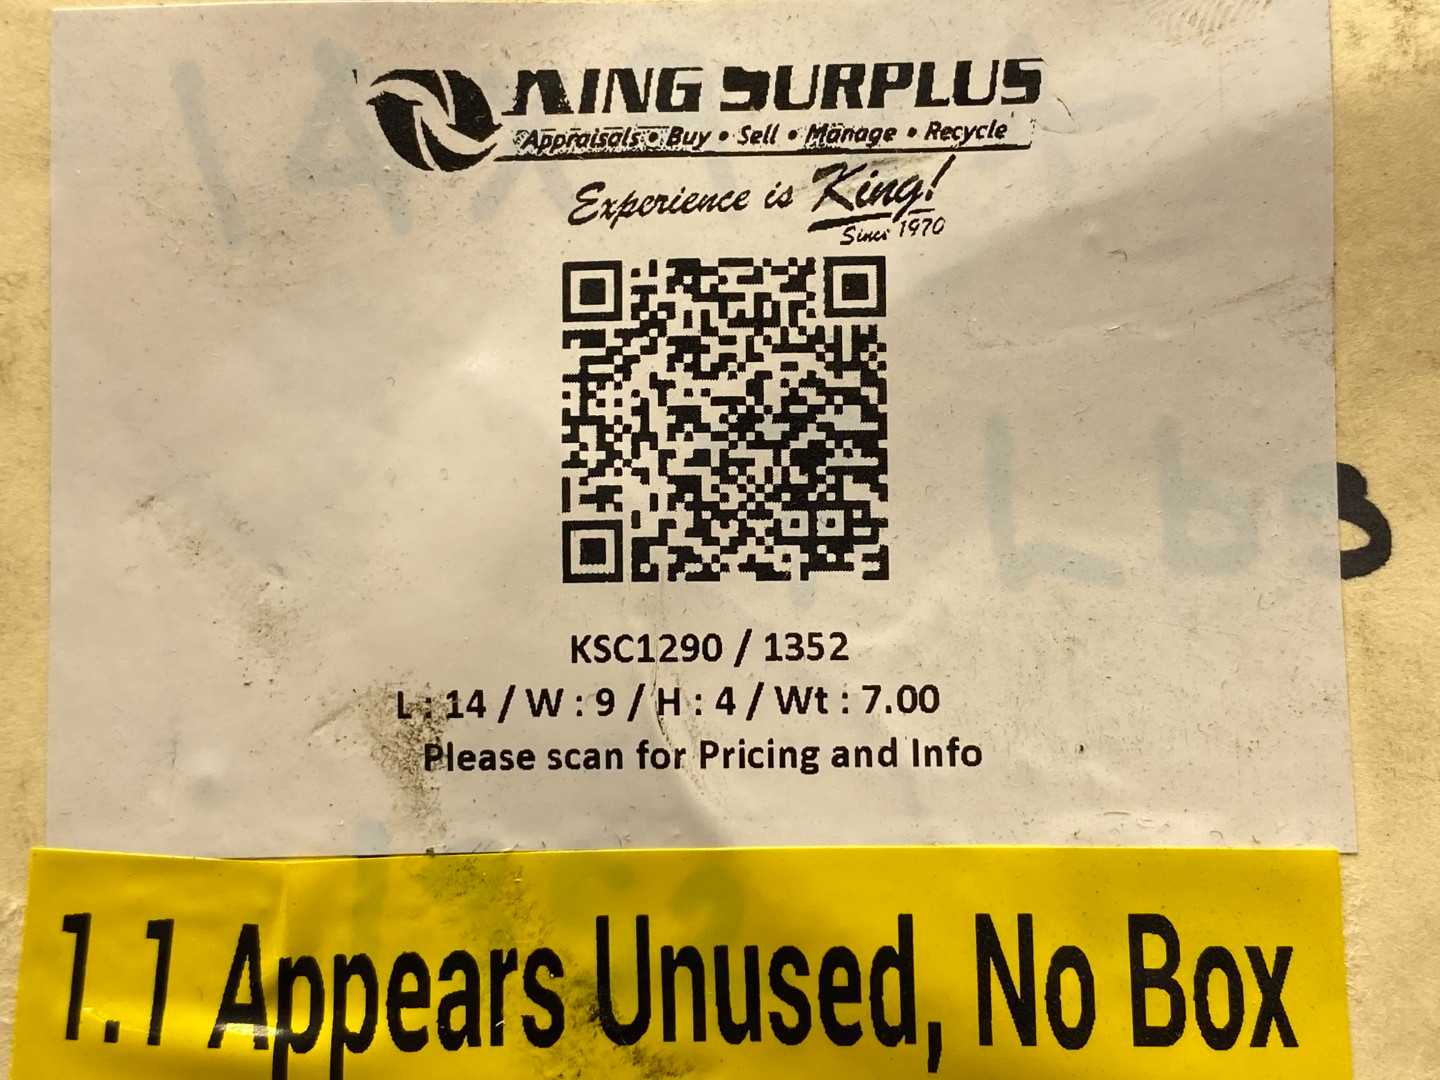 KING SURPLUS
Appraisals • Buy • Sell • Manage • Recycle
Experience is King!
Since 1970
KSC1290 / 1352
L : 14 / W : 9 / H : 4 / Wt : 7.00
Please scan for Pricing and Info
1.1 Appears Unused, No Box